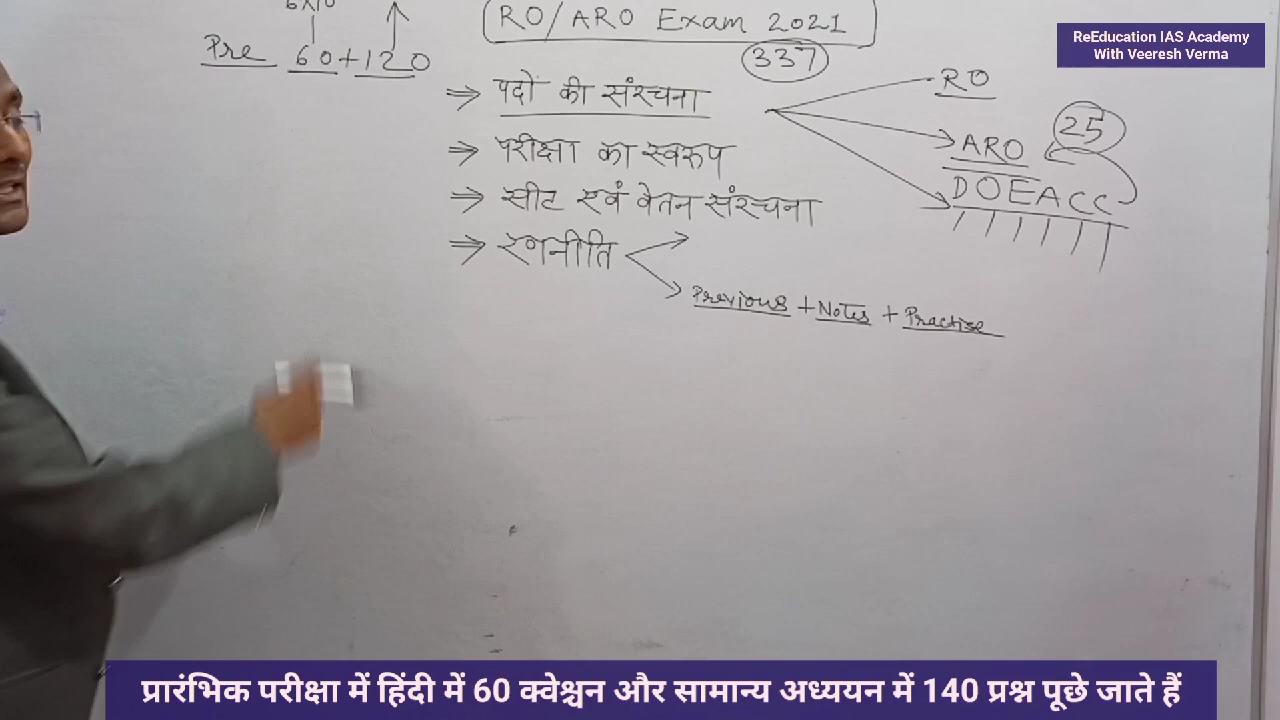 6x10
RO/ARO Exam 2021
Pre 60+120
337
ReEducation IAS Academy
With Veeresh Verma
⇒ पदों की संरचना
RO
ARO
25
DOEACC
⇒ परीक्षा का स्वरुप
⇒ सीट एवं वेतन संरचना
⇒ रणनीति
Previous + Notes + Practise
प्रारंभिक परीक्षा में हिंदी में 60 क्वेश्चन और सामान्य अध्ययन में 140 प्रश्न पूछे जाते हैं